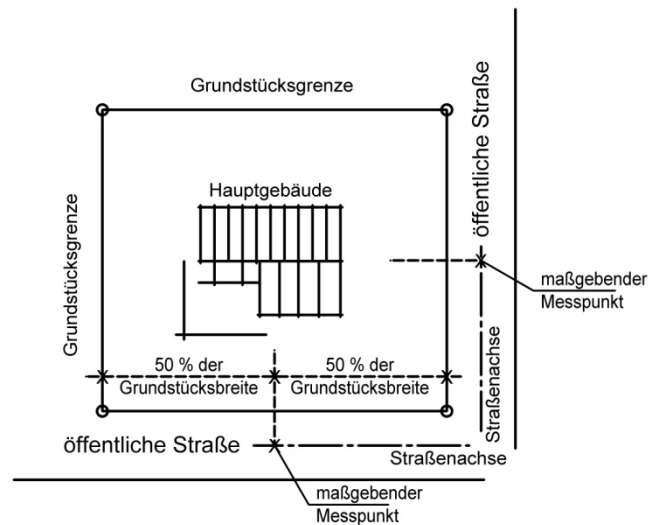 Grundstücksgrenze
öffentliche Straße
Grundstücksgrenze
Hauptgebäude
maßgebender
Messpunkt
50 % der
Grundstücksbreite
50 % der
Grundstücksbreite
Straßenachse
öffentliche Straße
Straßenachse
maßgebender
Messpunkt